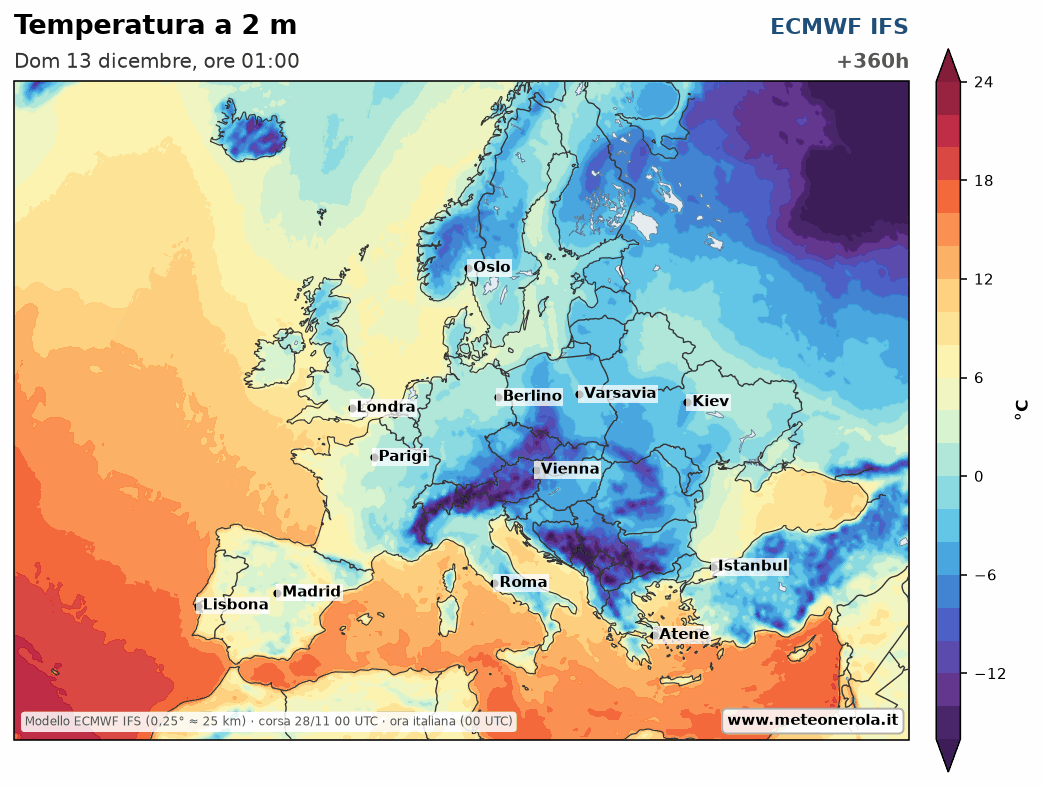 Temperatura a 2 m
ECMWF IFS
Dom 13 dicembre, ore 01:00
+360h
24
18
12
6
0
−6
−12
°C
Oslo
Berlino
Varsavia
Kiev
Londra
Parigi
Vienna
Istanbul
Roma
Madrid
Lisbona
Atene
Modello ECMWF IFS (0,25° ≈ 25 km) · corsa 28/11 00 UTC · ora italiana (00 UTC)
www.meteonerola.it